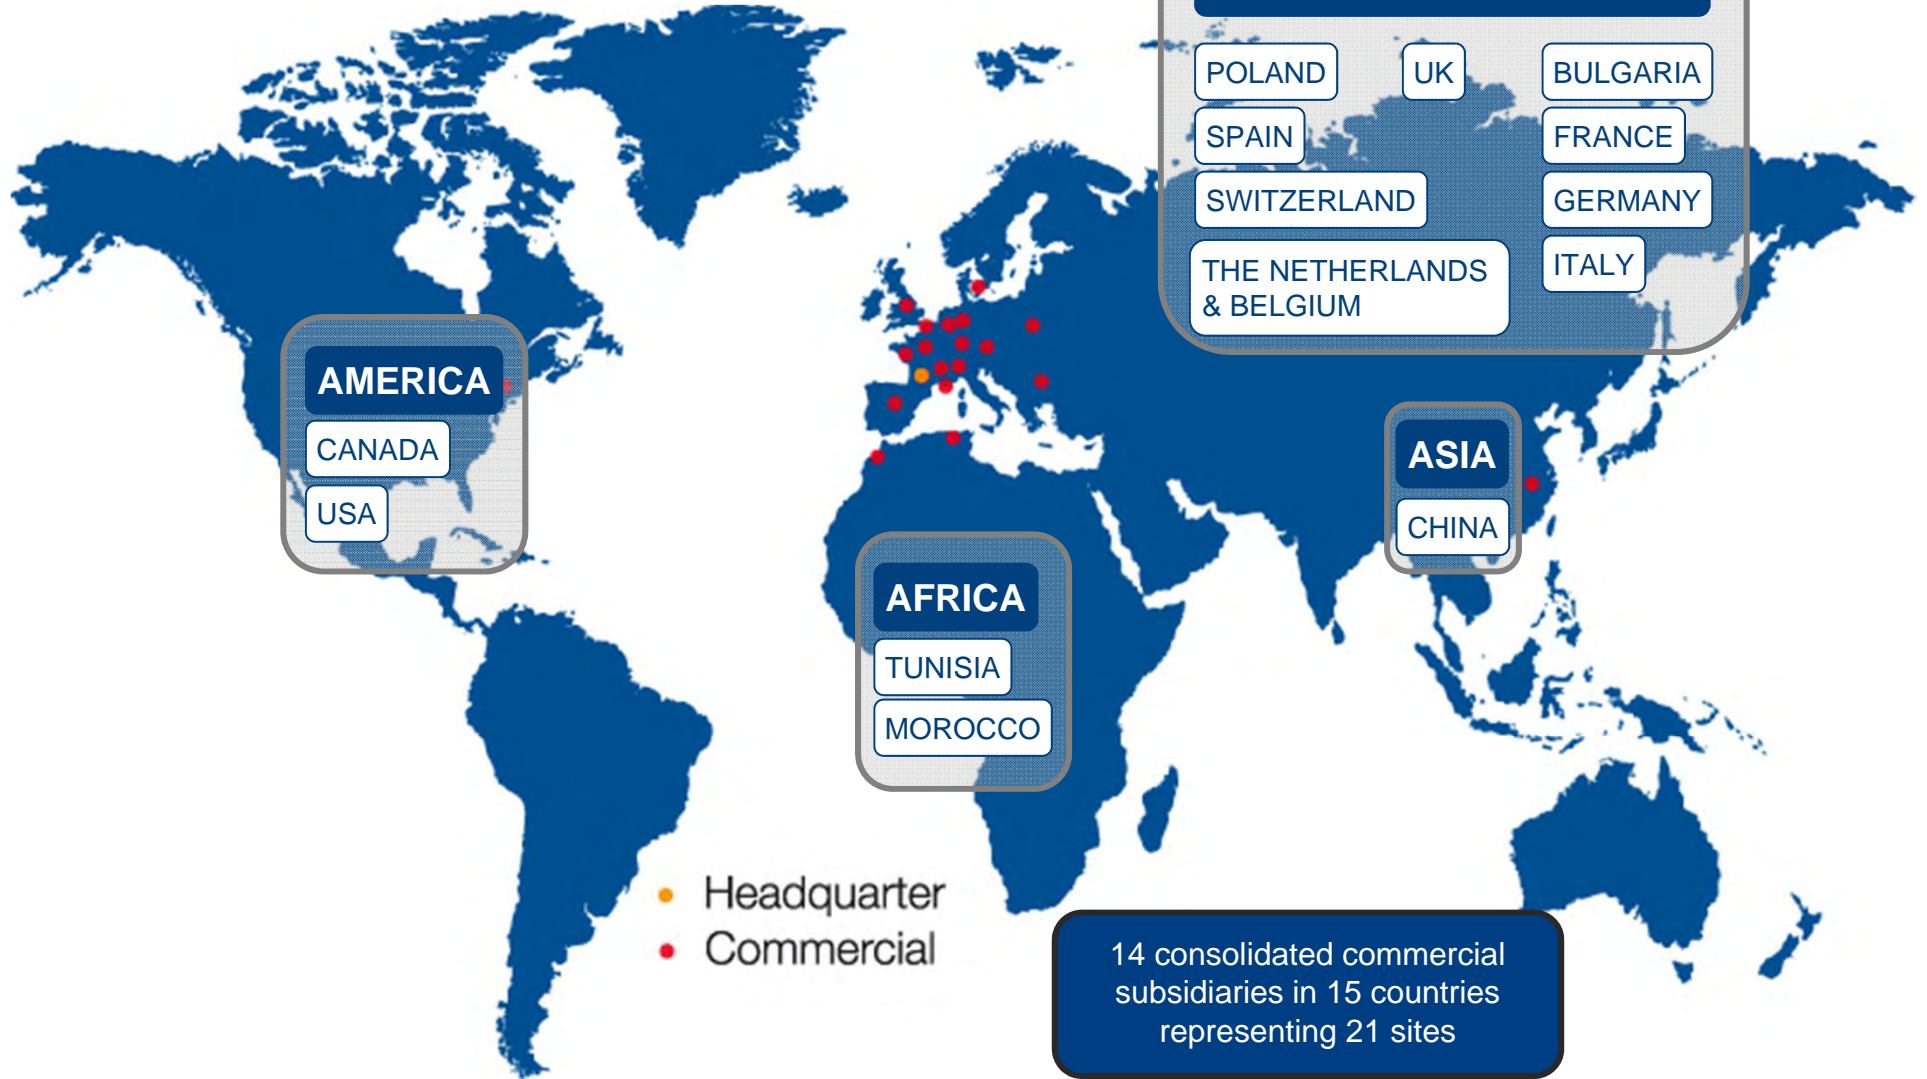 POLAND
UK
BULGARIA
SPAIN
FRANCE
SWITZERLAND
GERMANY
THE NETHERLANDS
& BELGIUM
ITALY
AMERICA
CANADA
USA
ASIA
CHINA
AFRICA
TUNISIA
MOROCCO
Headquarter
Commercial
14 consolidated commercial
subsidiaries in 15 countries
representing 21 sites